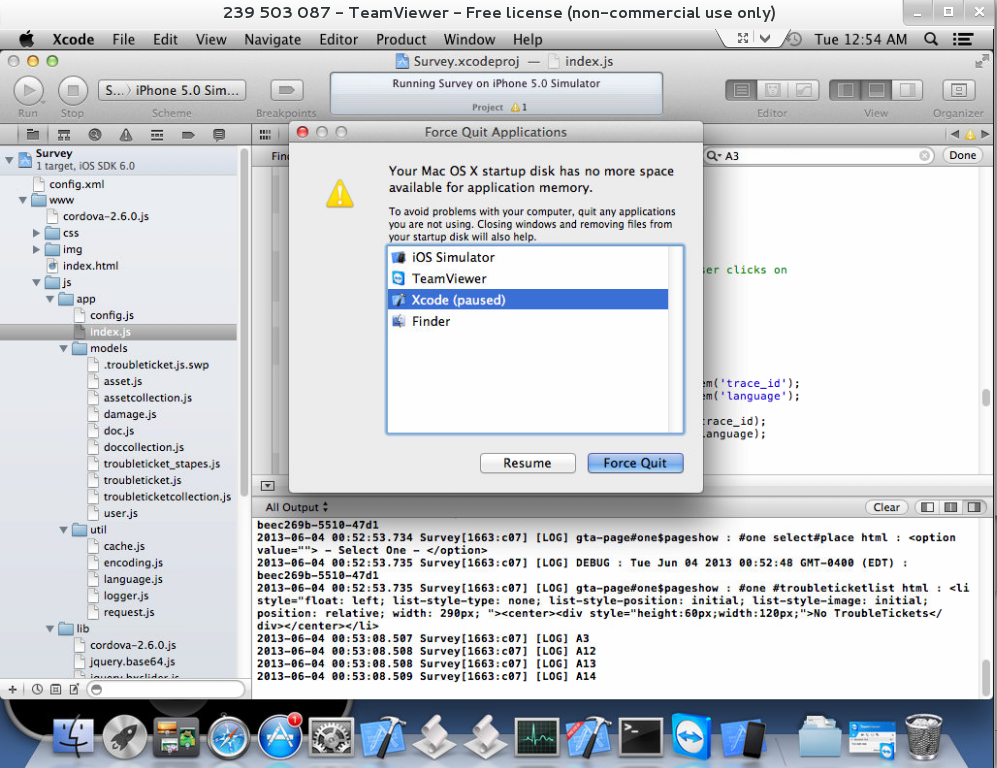 239 503 087 – TeamViewer – Free license (non-commercial use only)
Xcode File Edit View Navigate Editor Product Window Help Tue 12:54 AM
Survey.xcodeproj — index.js
S... iPhone 5.0 Sim...
Running Survey on iPhone 5.0 Simulator
Project 1
Run Stop Scheme Breakpoints Editor View Organizer
Survey
1 target, iOS SDK 6.0
config.xml
www
cordova-2.6.0.js
css
img
index.html
js
app
config.js
index.js
models
.troubleticket.js.swp
asset.js
assetcollection.js
damage.js
doc.js
doccollection.js
troubleticket_stapes.js
troubleticket.js
troubleticketcollection.js
user.js
util
cache.js
encoding.js
language.js
logger.js
request.js
lib
cordova-2.6.0.js
jquery.base64.js
jquery.bxslider.js
Fin
A3
Done
ser clicks on
em('trace_id');
em('language');
trace_id);
language);
Force Quit Applications
Your Mac OS X startup disk has no more space
available for application memory.
To avoid problems with your computer, quit any applications
you are not using. Closing windows and removing files from
your startup disk will also help.
iOS Simulator
TeamViewer
Xcode (paused)
Finder
Resume Force Quit
All Output Clear
beec269b-5510-47d1
2013-06-04 00:52:53.734 Survey[1663:c07] [LOG] gta-page#one$pageshow : #one select#place html : <option
value=""> - Select One - </option>
2013-06-04 00:52:53.735 Survey[1663:c07] [LOG] DEBUG : Tue Jun 04 2013 00:52:48 GMT-0400 (EDT) :
beec269b-5510-47d1
2013-06-04 00:52:53.735 Survey[1663:c07] [LOG] gta-page#one$pageshow : #one #troubleticketlist html : <li
style="float: left; list-style-type: none; list-style-position: initial; list-style-image: initial;
position: relative; width: 290px; "><center><div style="height:60px;width:120px;">No TroubleTickets</
div></center></li>
2013-06-04 00:53:08.507 Survey[1663:c07] [LOG] A3
2013-06-04 00:53:08.508 Survey[1663:c07] [LOG] A12
2013-06-04 00:53:08.508 Survey[1663:c07] [LOG] A13
2013-06-04 00:53:08.509 Survey[1663:c07] [LOG] A14
1